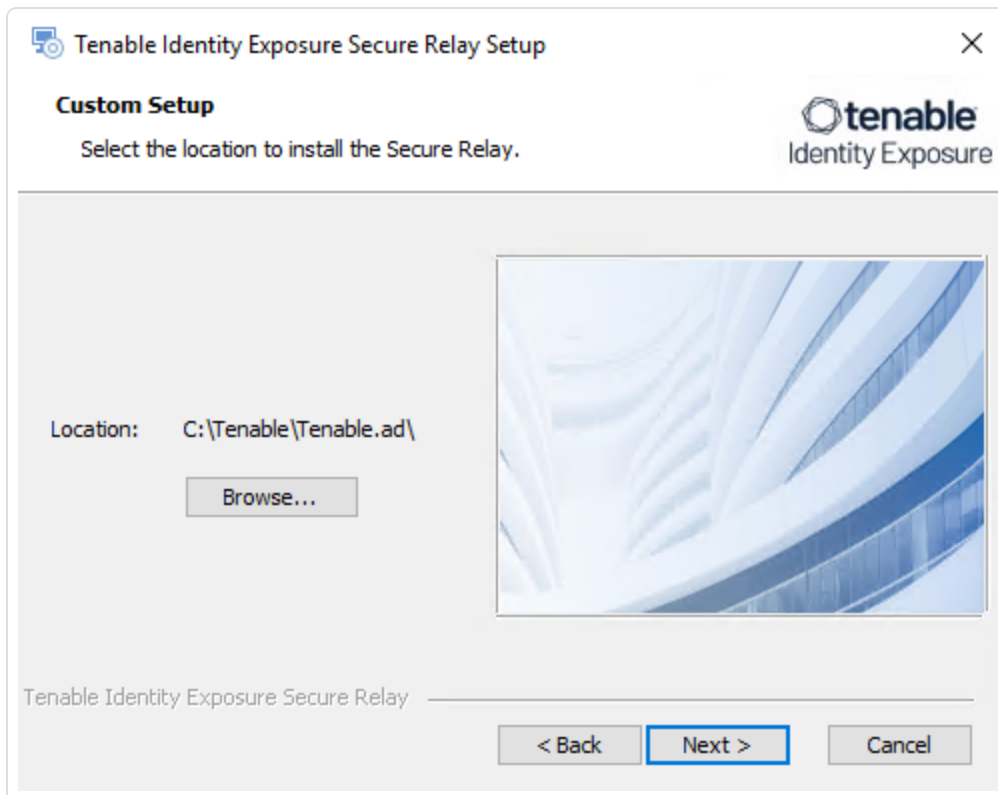 Tenable Identity Exposure Secure Relay Setup
Custom Setup
Select the location to install the Secure Relay.
tenable
Identity Exposure
Location: C:\Tenable\Tenable.ad\
Browse...
Tenable Identity Exposure Secure Relay
< Back Next > Cancel